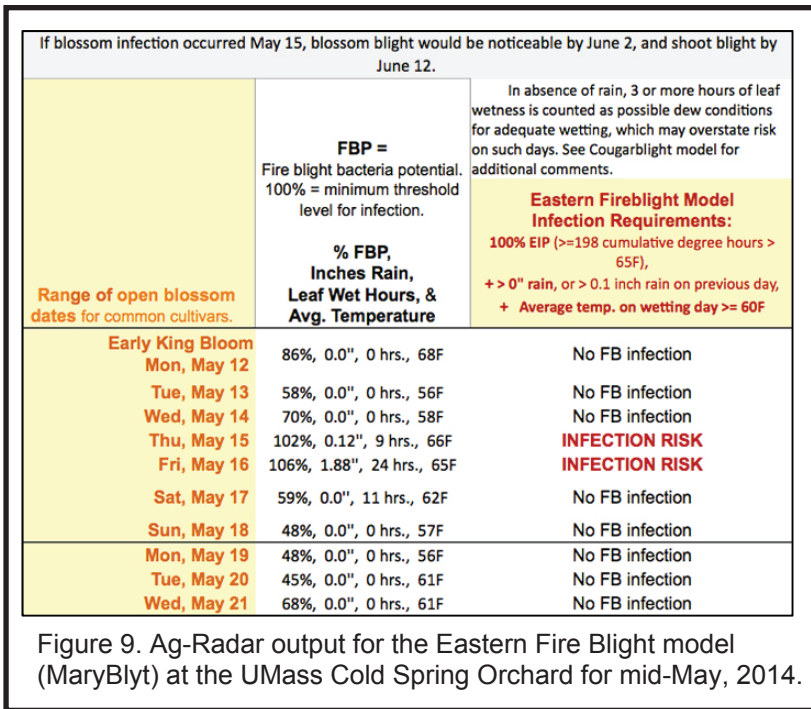 If blossom infection occurred May 15, blossom blight would be noticeable by June 2, and shoot blight by
June 12.
Range of open blossom
dates for common cultivars.
FBP =
Fire blight bacteria potential.
100% = minimum threshold
level for infection.
% FBP,
Inches Rain,
Leaf Wet Hours, &
Avg. Temperature
In absence of rain, 3 or more hours of leaf
wetness is counted as possible dew conditions
for adequate wetting, which may overstate risk
on such days. See Cougarblight model for
additional comments.
Eastern Fireblight Model
Infection Requirements:
100% EIP (>=198 cumulative degree hours >
65F),
+ > 0" rain, or > 0.1 inch rain on previous day,
+ Average temp. on wetting day >= 60F
Early King Bloom
Mon, May 12 86%, 0.0", 0 hrs., 68F No FB infection
Tue, May 13 58%, 0.0", 0 hrs., 56F No FB infection
Wed, May 14 70%, 0.0", 0 hrs., 58F No FB infection
Thu, May 15 102%, 0.12", 9 hrs., 66F INFECTION RISK
Fri, May 16 106%, 1.88", 24 hrs., 65F INFECTION RISK
Sat, May 17 59%, 0.0", 11 hrs., 62F No FB infection
Sun, May 18 48%, 0.0", 0 hrs., 57F No FB infection
Mon, May 19 48%, 0.0", 0 hrs., 56F No FB infection
Tue, May 20 45%, 0.0", 0 hrs., 61F No FB infection
Wed, May 21 68%, 0.0", 0 hrs., 61F No FB infection
Figure 9. Ag-Radar output for the Eastern Fire Blight model
(MaryBlyt) at the UMass Cold Spring Orchard for mid-May, 2014.